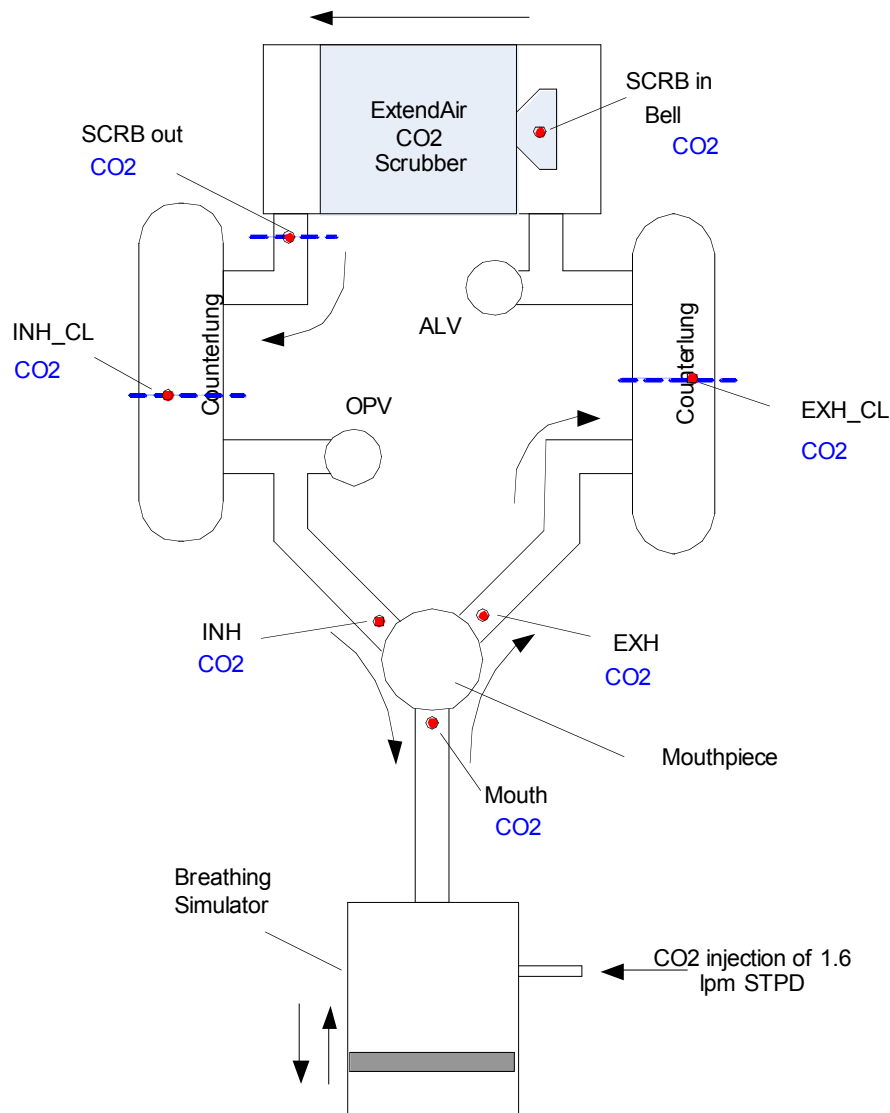 SCRB in
Bell
CO2
ExtendAir
CO2
Scrubber
SCRB out
CO2
INH_CL
CO2
Counterlung
ALV
OPV
Counterlung
EXH_CL
CO2
INH
CO2
EXH
CO2
Mouthpiece
Mouth
CO2
Breathing
Simulator
CO2 injection of 1.6
lpm STPD